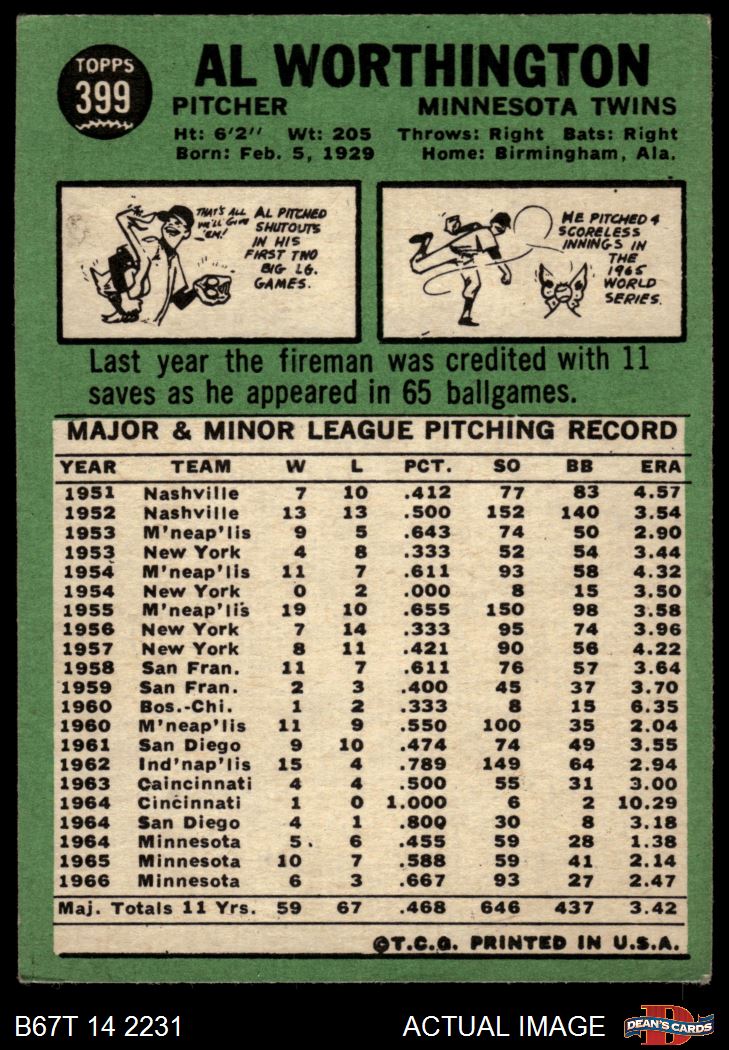 TOPPS
399
AL WORTHINGTON
PITCHER MINNESOTA TWINS
Ht: 6'2" Wt: 205 Throws: Right Bats: Right
Born: Feb. 5, 1929 Home: Birmingham, Ala.
THAT'S ALL
WE'LL GIVE
'EM!
AL PITCHED
SHUTOUTS
IN HIS
FIRST TWO
BIG LG.
GAMES.
HE PITCHED 4
SCORELESS
INNINGS IN
THE
1965
WORLD
SERIES.
Last year the fireman was credited with 11
saves as he appeared in 65 ballgames.
MAJOR & MINOR LEAGUE PITCHING RECORD
YEAR TEAM W L PCT. SO BB ERA
1951 Nashville 7 10 .412 77 83 4.57
1952 Nashville 13 13 .500 152 140 3.54
1953 M'neap'lis 9 5 .643 74 50 2.90
1953 New York 4 8 .333 52 54 3.44
1954 M'neap'lis 11 7 .611 93 58 4.32
1954 New York 0 2 .000 8 15 3.50
1955 M'neap'lis 19 10 .655 150 98 3.58
1956 New York 7 14 .333 95 74 3.96
1957 New York 8 11 .421 90 56 4.22
1958 San Fran. 11 7 .611 76 57 3.64
1959 San Fran. 2 3 .400 45 37 3.70
1960 Bos.-Chi. 1 2 .333 8 15 6.35
1960 M'neap'lis 11 9 .550 100 35 2.04
1961 San Diego 9 10 .474 74 49 3.55
1962 Ind'nap'lis 15 4 .789 149 64 2.94
1963 Caincinnati 4 4 .500 55 31 3.00
1964 Cincinnati 1 0 1.000 6 2 10.29
1964 San Diego 4 1 .800 30 8 3.18
1964 Minnesota 5 6 .455 59 28 1.38
1965 Minnesota 10 7 .588 59 41 2.14
1966 Minnesota 6 3 .667 93 27 2.47
Maj. Totals 11 Yrs. 59 67 .468 646 437 3.42
©T.C.G. PRINTED IN U.S.A.
B67T 14 2231 ACTUAL IMAGE
DEAN'S CARDS